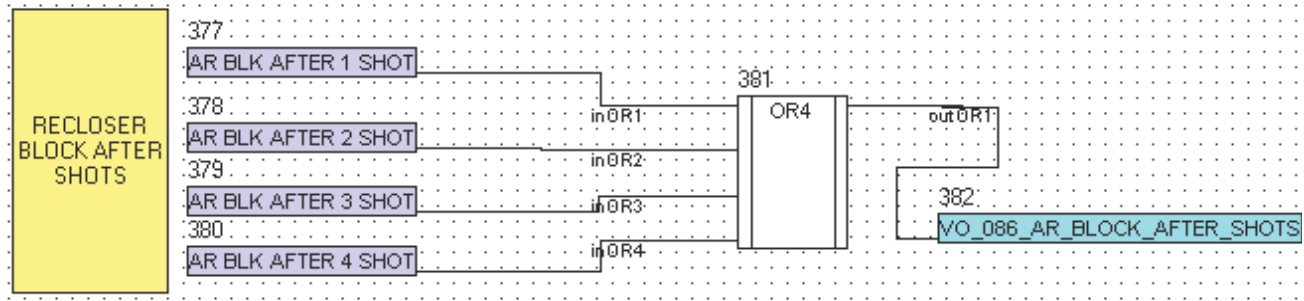 RECLOSER
BLOCK AFTER
SHOTS
377
AR BLK AFTER 1 SHOT
378
AR BLK AFTER 2 SHOT
379
AR BLK AFTER 3 SHOT
380
AR BLK AFTER 4 SHOT
inOR1
inOR2
inOR3
inOR4
381
OR4
outOR1
382
VO_086_AR_BLOCK_AFTER_SHOTS